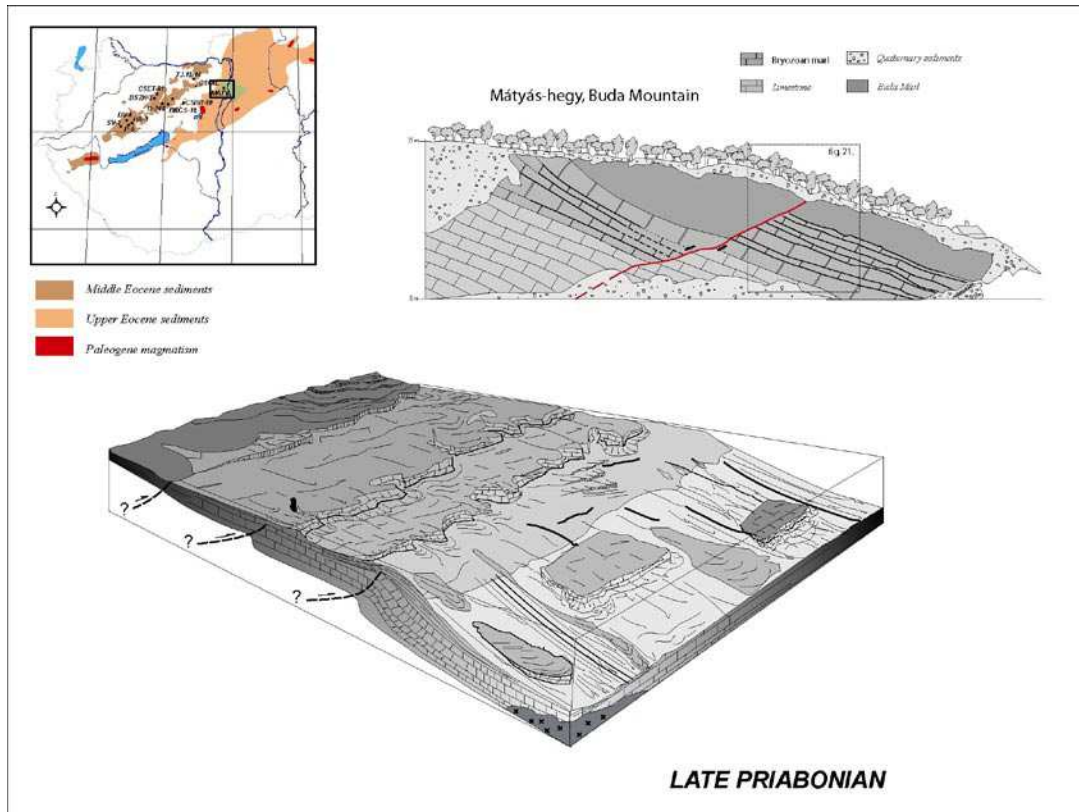 Bryozoan marl
Quaternary sediments
Limestone
Buda Marl
Mátyás-hegy, Buda Mountain
fig.21.
Middle Eocene sediments
Upper Eocene sediments
Paleogene magmatism
?
?
?
LATE PRIABONIAN